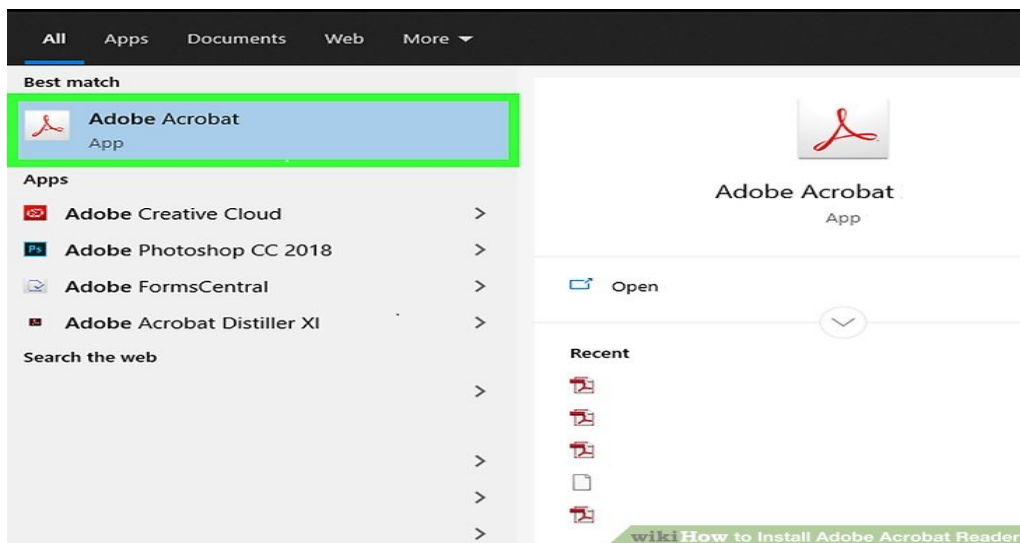 All Apps Documents Web More
Best match
Adobe Acrobat
App
Apps
Adobe Creative Cloud
Ps Adobe Photoshop CC 2018
Adobe FormsCentral
Adobe Acrobat Distiller XI
Search the web
Adobe Acrobat
App
Open
Recent
wikiHow to Install Adobe Acrobat Reader